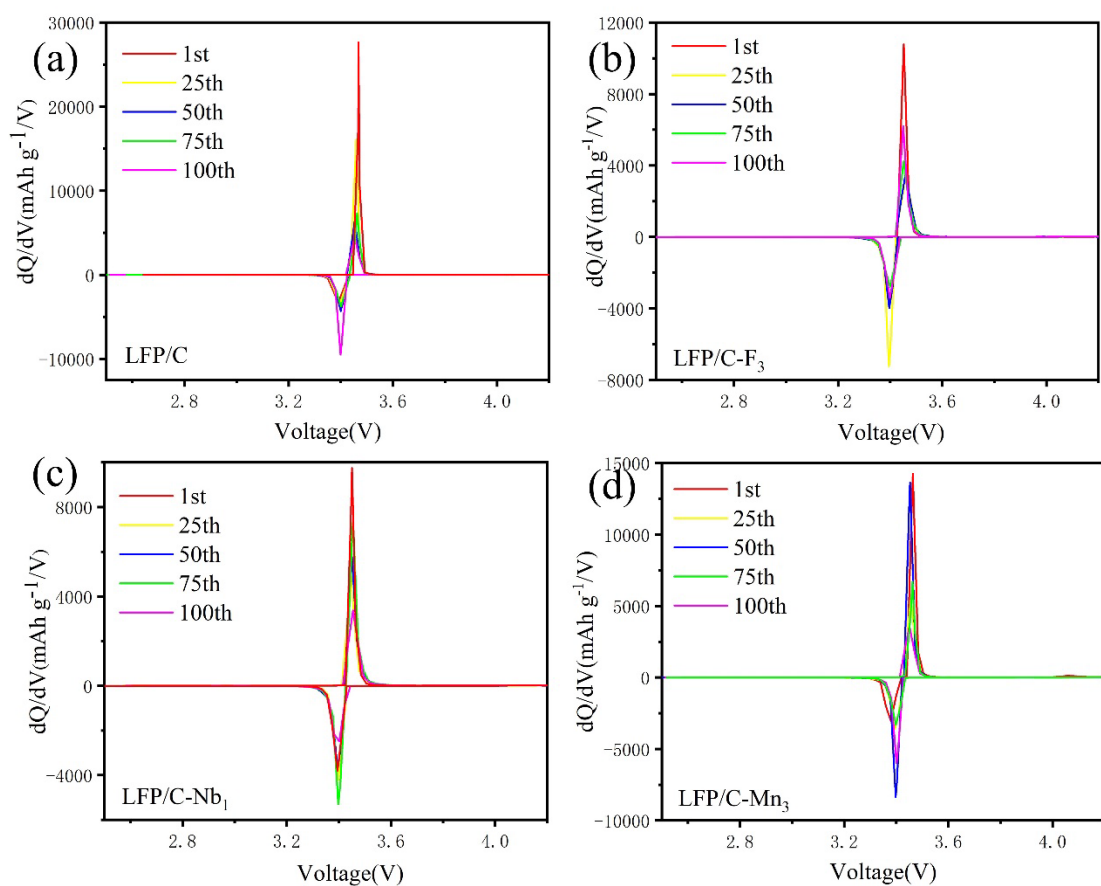 (a)
1st
25th
50th
75th
100th
30000
20000
10000
0
-10000
dQ/dV(mAh g⁻¹/V)
LFP/C
2.8
3.2
3.6
4.0
Voltage(V)
(b)
1st
25th
50th
75th
100th
12000
8000
4000
0
-4000
-8000
dQ/dV(mAh g⁻¹/V)
LFP/C-F₃
2.8
3.2
3.6
4.0
Voltage(V)
(c)
1st
25th
50th
75th
100th
8000
4000
0
-4000
dQ/dV(mAh g⁻¹/V)
LFP/C-Nb₁
2.8
3.2
3.6
4.0
Voltage(V)
(d)
1st
25th
50th
75th
100th
15000
10000
5000
0
-5000
-10000
dQ/dV(mAh g⁻¹/V)
LFP/C-Mn₃
2.8
3.2
3.6
4.0
Voltage(V)